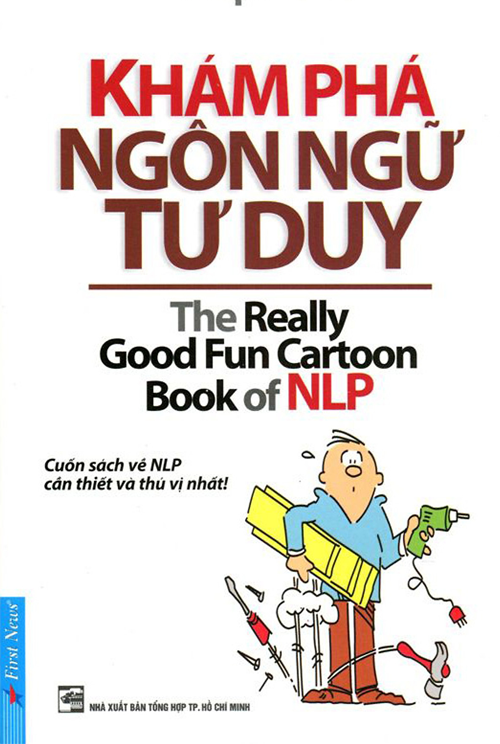 KHÁM PHÁ
NGÔN NGỮ
TƯ DUY
The Really
Good Fun Cartoon
Book of NLP
Cuốn sách về NLP
cần thiết và thú vị nhất!
First News®
NHÀ XUẤT BẢN TỔNG HỢP TP. HỒ CHÍ MINH